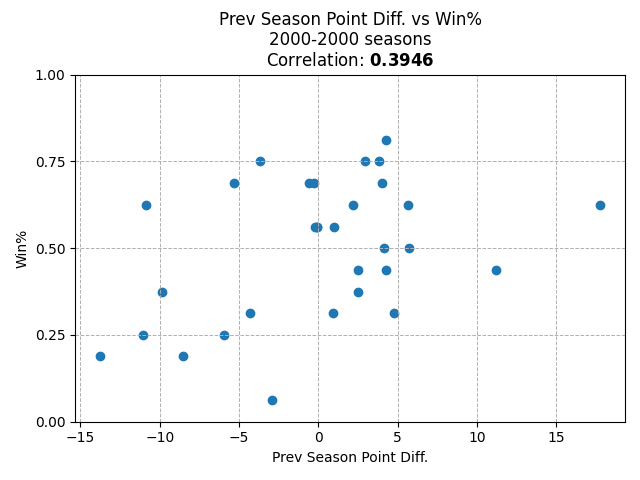 Prev Season Point Diff. vs Win%
2000-2000 seasons
Correlation: 0.3946
1.00
0.75
0.50
0.25
0.00
Win%
−15
−10
−5
0
5
10
15
Prev Season Point Diff.